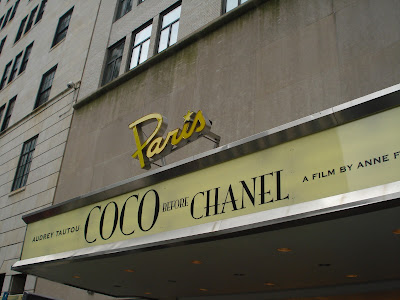 Paris
AUDREY TAUTOU COCO BEFORE CHANEL A FILM BY ANNE F